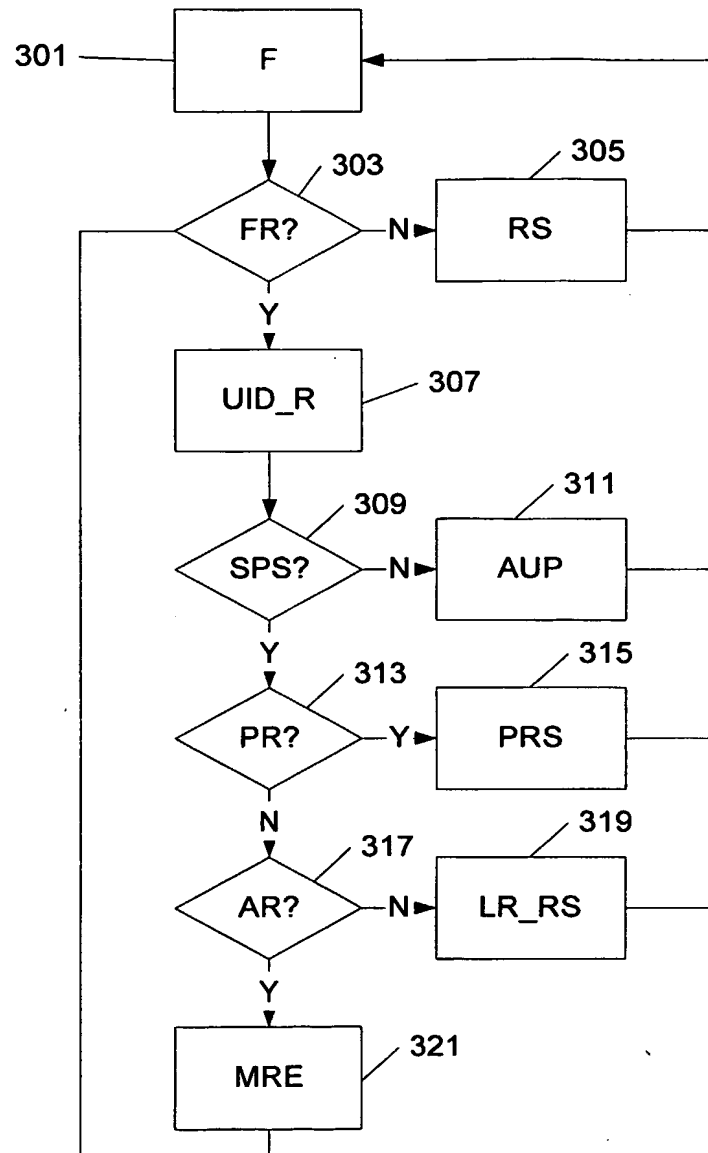 301
F
303
FR?
N
305
RS
Y
UID_R
307
309
SPS?
N
311
AUP
Y
313
PR?
Y
315
PRS
N
317
AR?
N
319
LR_RS
Y
MRE
321